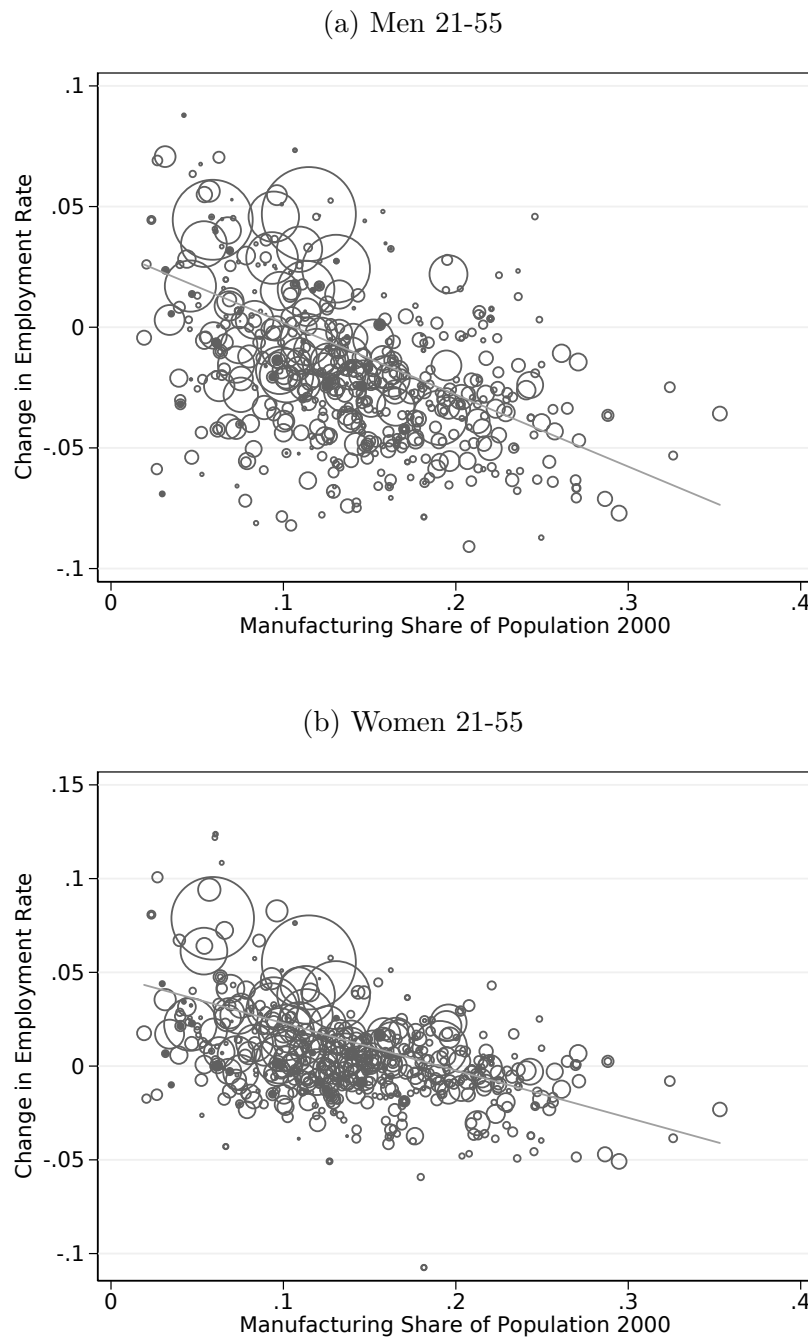 (a) Men 21-55
.1
.05
0
-.05
-.1
Change in Employment Rate
0 .1 .2 .3 .4
Manufacturing Share of Population 2000
(b) Women 21-55
.15
.1
.05
0
-.05
-.1
Change in Employment Rate
0 .1 .2 .3 .4
Manufacturing Share of Population 2000